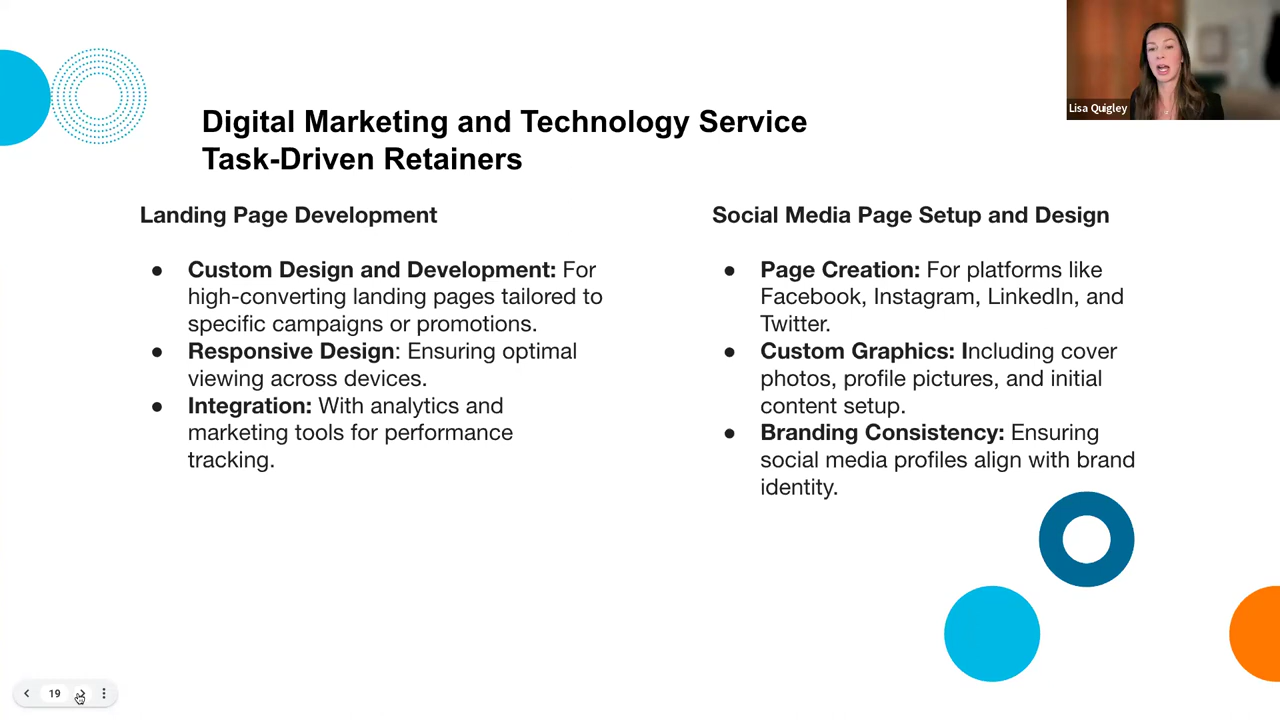 Lisa Quigley
Digital Marketing and Technology Service
Task-Driven Retainers
Landing Page Development
● Custom Design and Development: For
high-converting landing pages tailored to
specific campaigns or promotions.
● Responsive Design: Ensuring optimal
viewing across devices.
● Integration: With analytics and
marketing tools for performance
tracking.
Social Media Page Setup and Design
● Page Creation: For platforms like
Facebook, Instagram, LinkedIn, and
Twitter.
● Custom Graphics: Including cover
photos, profile pictures, and initial
content setup.
● Branding Consistency: Ensuring
social media profiles align with brand
identity.
19